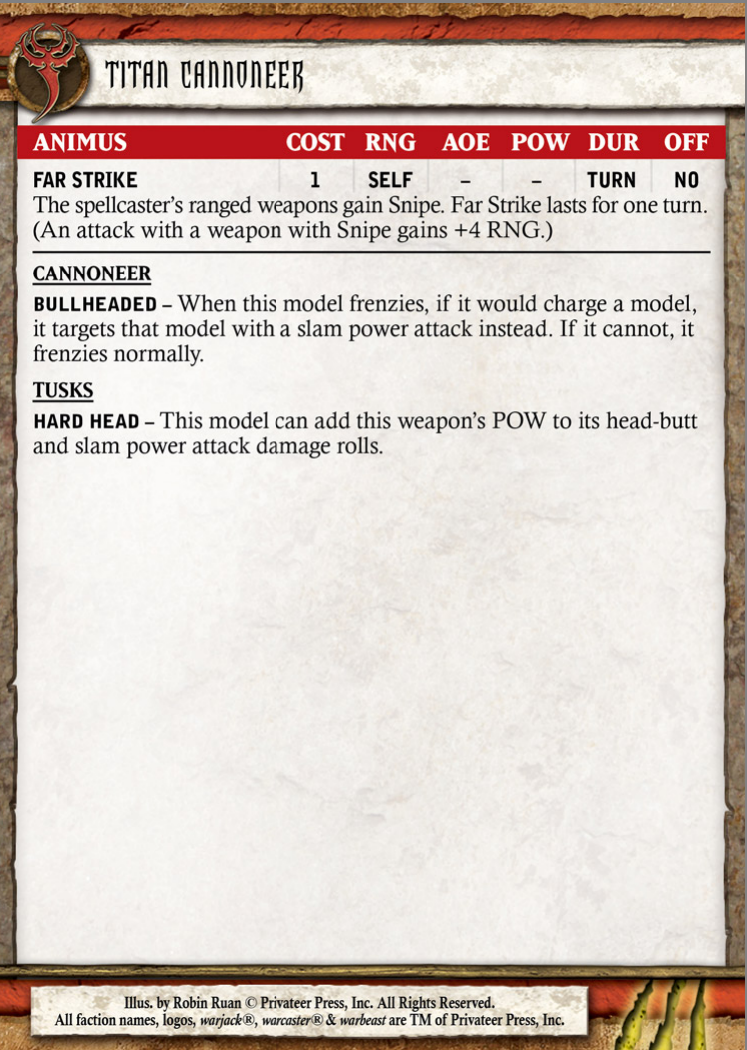 TITAN CANNONEER
ANIMUS COST RNG AOE POW DUR OFF
FAR STRIKE 1 SELF – – TURN NO
The spellcaster's ranged weapons gain Snipe. Far Strike lasts for one turn.
(An attack with a weapon with Snipe gains +4 RNG.)
CANNONEER
BULLHEADED – When this model frenzies, if it would charge a model,
it targets that model with a slam power attack instead. If it cannot, it
frenzies normally.
TUSKS
HARD HEAD – This model can add this weapon's POW to its head-butt
and slam power attack damage rolls.
Illus. by Robin Ruan © Privateer Press, Inc. All Rights Reserved.
All faction names, logos, warjack®, warcaster® & warbeast are TM of Privateer Press, Inc.